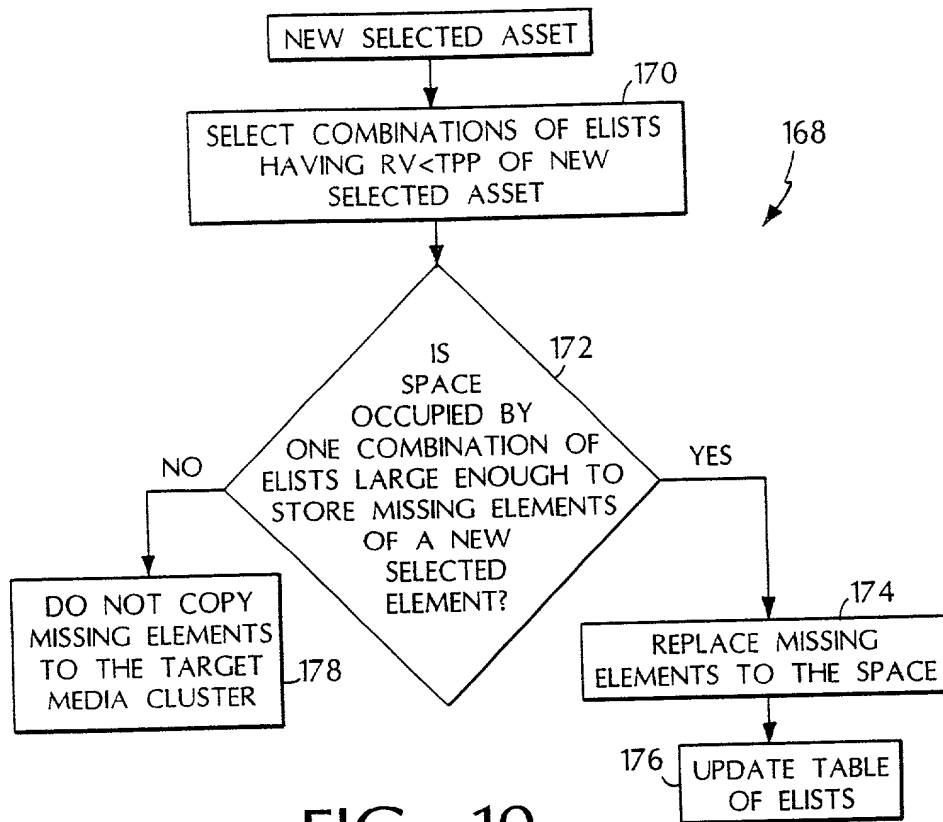 NEW SELECTED ASSET
170
SELECT COMBINATIONS OF ELISTS
HAVING RV<TPP OF NEW
SELECTED ASSET
168
172
IS
SPACE
OCCUPIED BY
ONE COMBINATION OF
ELISTS LARGE ENOUGH TO
STORE MISSING ELEMENTS
OF A NEW
SELECTED
ELEMENT?
NO
YES
DO NOT COPY
MISSING ELEMENTS
TO THE TARGET
MEDIA CLUSTER
178
174
REPLACE MISSING
ELEMENTS TO THE SPACE
176
UPDATE TABLE
OF ELISTS
FIG. 10